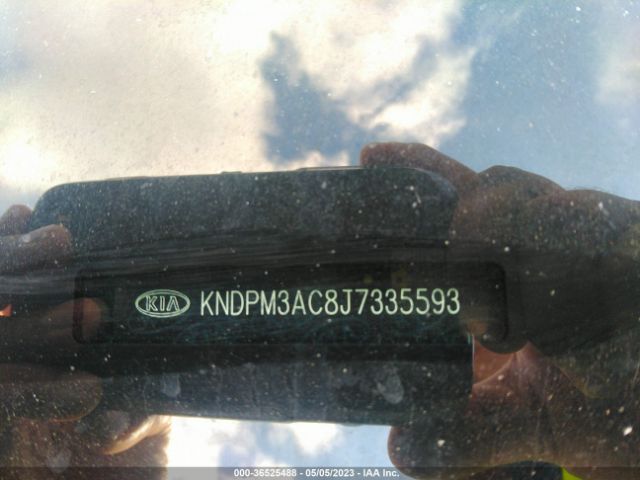 KIA KNDPM3AC8J7335593
000-36525488 - 05/05/2023 - IAA Inc.